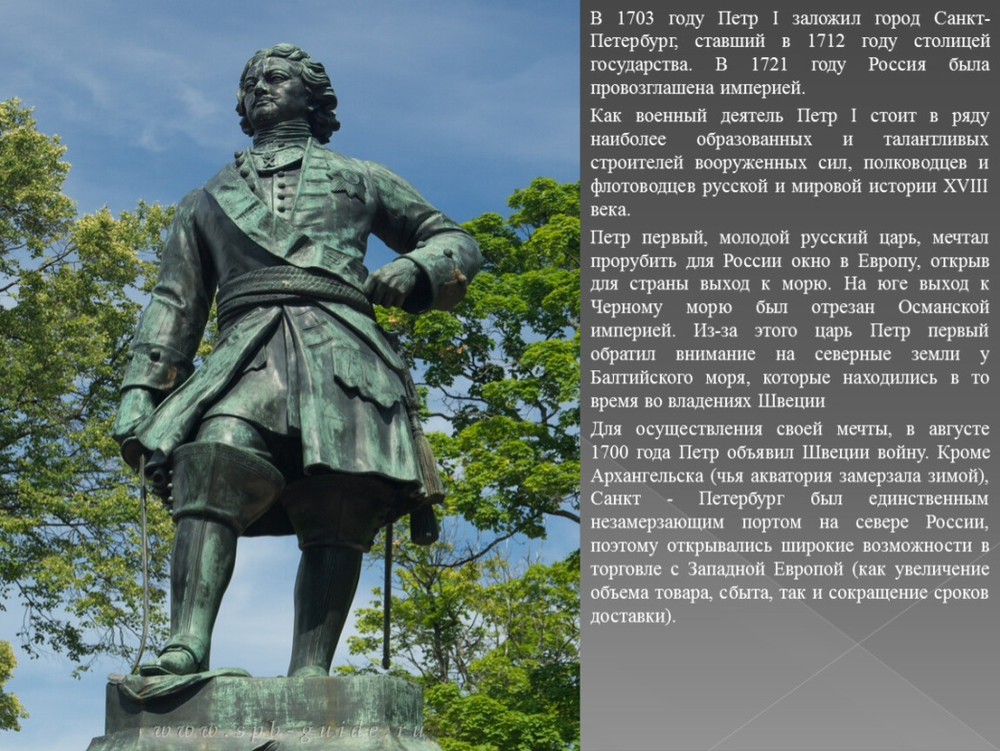 В 1703 году Петр I заложил город Санкт-
Петербург, ставший в 1712 году столицей
государства. В 1721 году Россия была
провозглашена империей.
Как военный деятель Петр I стоит в ряду
наиболее образованных и талантливых
строителей вооруженных сил, полководцев и
флотоводцев русской и мировой истории XVIII
века.
Петр первый, молодой русский царь, мечтал
прорубить для России окно в Европу, открыв
для страны выход к морю. На юге выход к
Черному морю был отрезан Османской
империей. Из-за этого царь Петр первый
обратил внимание на северные земли у
Балтийского моря, которые находились в то
время во владениях Швеции
Для осуществления своей мечты, в августе
1700 года Петр объявил Швеции войну. Кроме
Архангельска (чья акватория замерзала зимой),
Санкт - Петербург был единственным
незамерзающим портом на севере России,
поэтому открывались широкие возможности в
торговле с Западной Европой (как увеличение
объема товара, сбыта, так и сокращение сроков
доставки).
www.spb-guide.ru